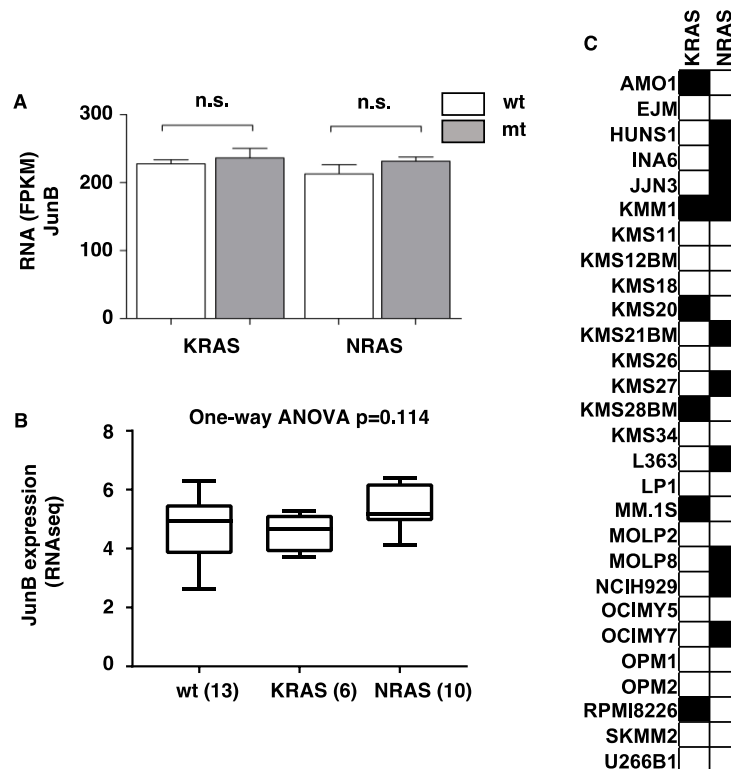 A
n.s.
n.s.
wt
mt
RNA (FPKM)
JunB
300
200
100
0
KRAS
NRAS
B
One-way ANOVA p=0.114
JunB expression
(RNAseq)
8
6
4
2
0
wt (13)
KRAS (6)
NRAS (10)
C
KRAS
NRAS
AMO1
EJM
HUNS1
INA6
JJN3
KMM1
KMS11
KMS12BM
KMS18
KMS20
KMS21BM
KMS26
KMS27
KMS28BM
KMS34
L363
LP1
MM.1S
MOLP2
MOLP8
NCIH929
OCIMY5
OCIMY7
OPM1
OPM2
RPMI8226
SKMM2
U266B1